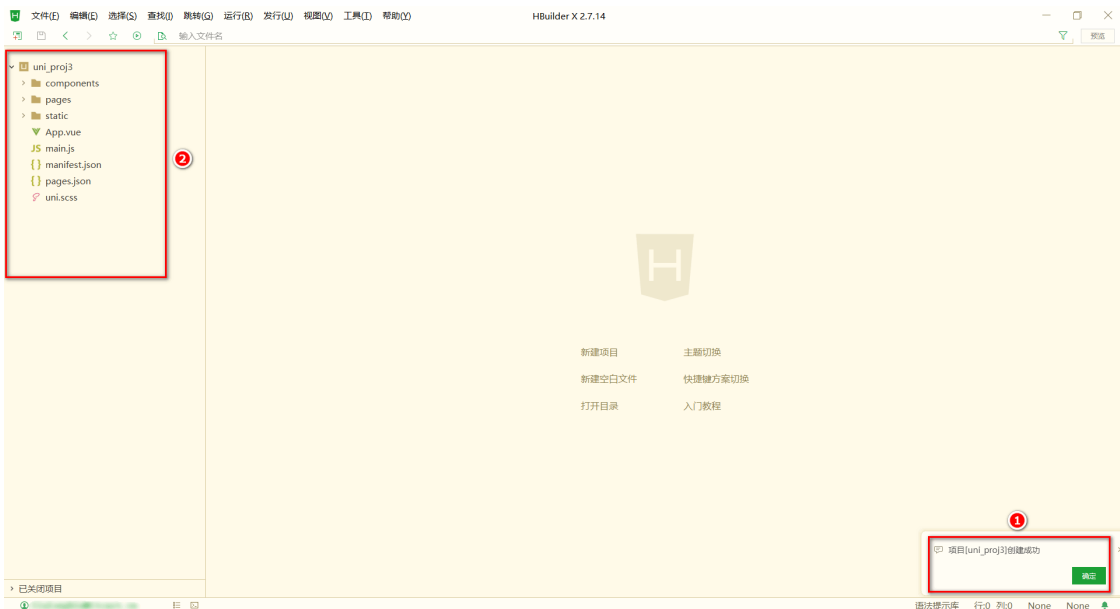 文件(F) 编辑(E) 选择(S) 查找(I) 跳转(G) 运行(R) 发行(U) 视图(V) 工具(T) 帮助(Y) HBuilder X 2.7.14
输入文件名 预览
uni_proj3
components
pages
static
App.vue
JS main.js
{ } manifest.json
{ } pages.json
uni.scss
2
H
新建项目 主题切换
新建空白文件 快捷键方案切换
打开目录 入门教程
1
项目[uni_proj3]创建成功
确定
已关闭项目
语法提示库 行:0 列:0 None None